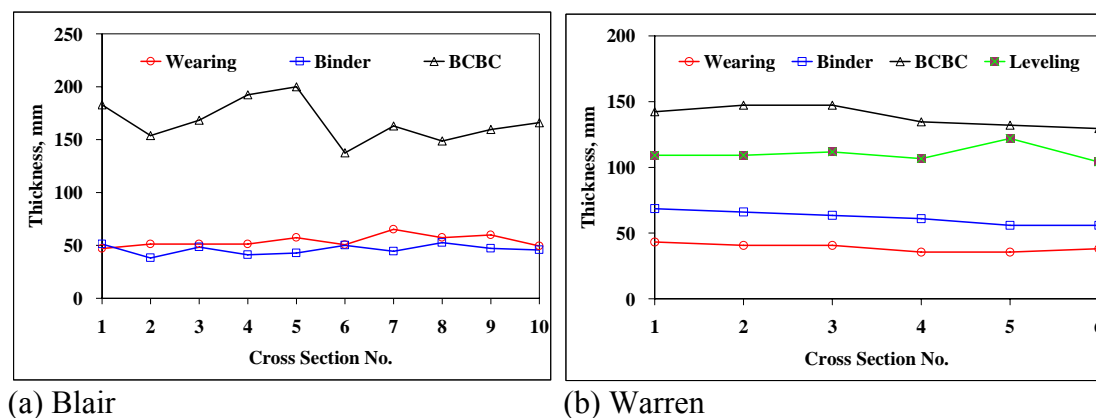 250
200
150
100
50
0
Thickness, mm
Wearing Binder BCBC
1 2 3 4 5 6 7 8 9 10
Cross Section No.
(a) Blair
200
150
100
50
0
Thickness, mm
Wearing Binder BCBC Leveling
1 2 3 4 5 6
Cross Section No.
(b) Warren